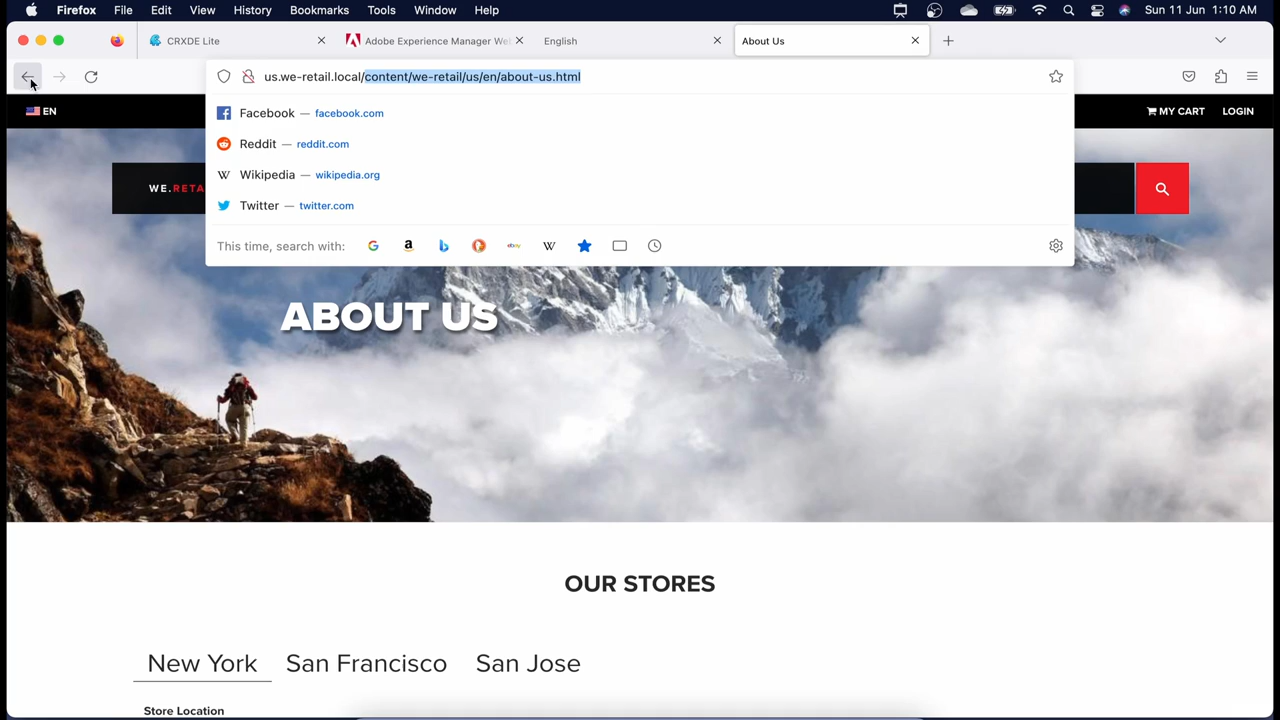 Firefox File Edit View History Bookmarks Tools Window Help Sun 11 Jun 1:10 AM
CRXDE Lite Adobe Experience Manager We English About Us
us.we-retail.local/content/we-retail/us/en/about-us.html
Facebook — facebook.com
EN MY CART LOGIN
Reddit — reddit.com
Wikipedia — wikipedia.org
WE.RETA
Twitter — twitter.com
This time, search with:
ABOUT US
OUR STORES
New York San Francisco San Jose
Store Location